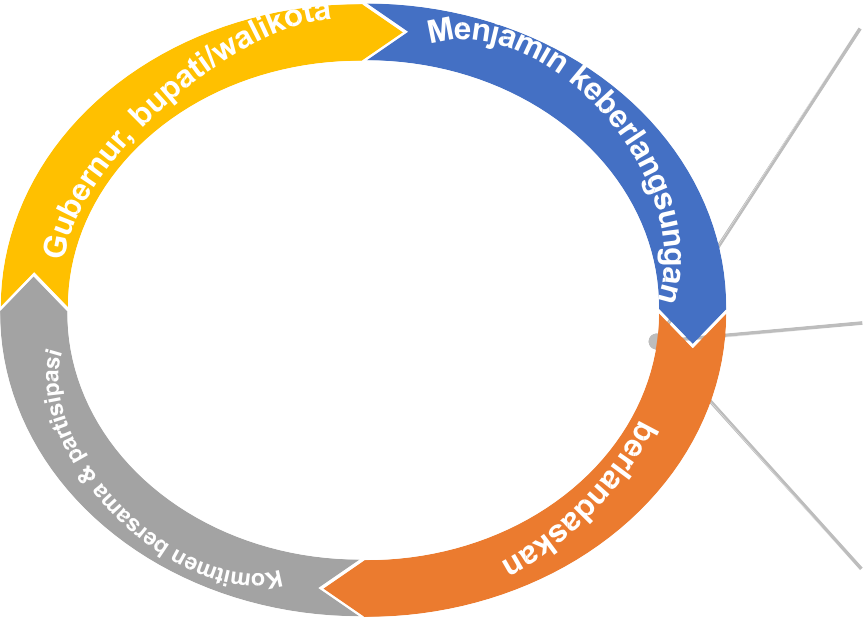 Gubernur, bupati/walikota
Menjamin keberlangsungan
berlandaskan
Komitmen bersama & partisipasi